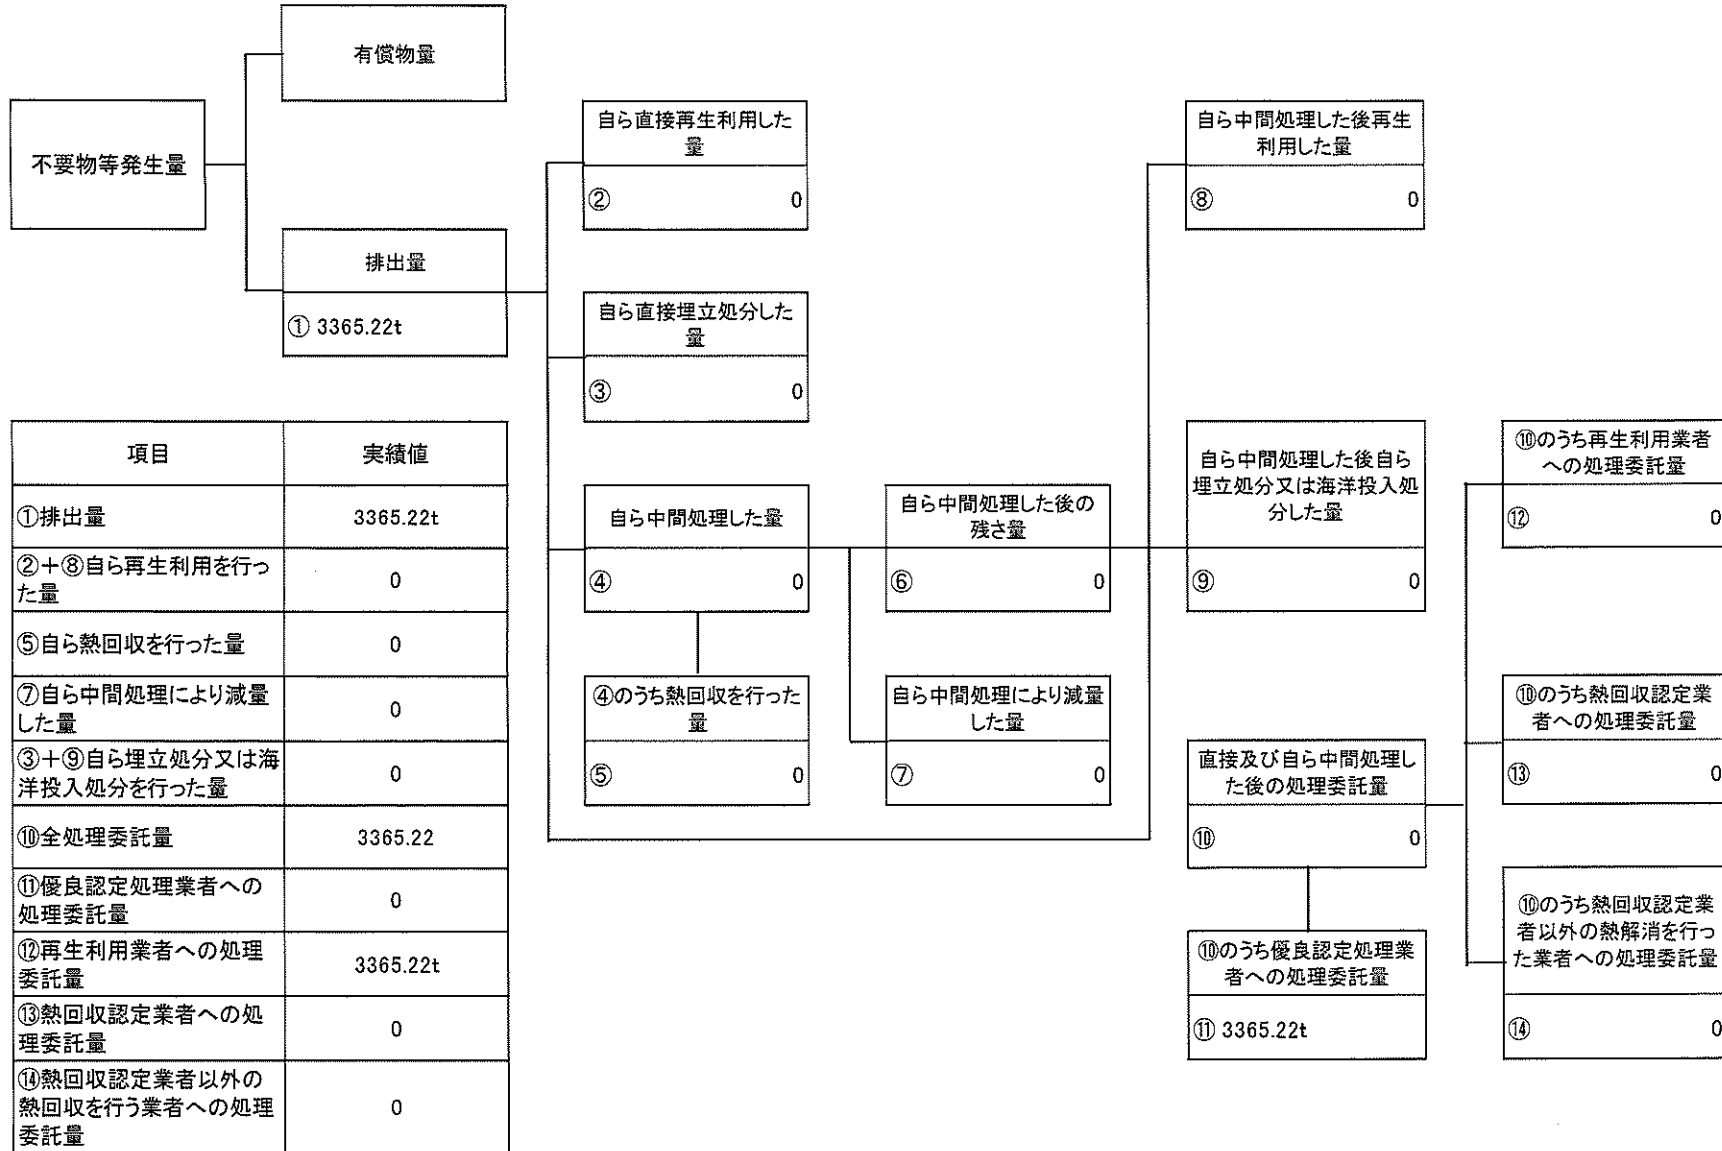 有償物量
不要物等発生量
排出量
① 3365.22t
自ら直接再生利用した
量
② 0
自ら直接埋立処分した
量
③ 0
自ら中間処理した量
④ 0
④のうち熱回収を行った
量
⑤ 0
自ら中間処理した後の
残さ量
⑥ 0
自ら中間処理により減量
した量
⑦ 0
自ら中間処理した後再生
利用した量
⑧ 0
自ら中間処理した後自ら
埋立処分又は海洋投入処
分した量
⑨ 0
直接及び自ら中間処理し
た後の処理委託量
⑩ 0
⑩のうち優良認定処理業
者への処理委託量
⑪ 3365.22t
⑩のうち再生利用業者
への処理委託量
⑫ 0
⑩のうち熱回収認定業
者への処理委託量
⑬ 0
⑩のうち熱回収認定業
者以外の熱解消を行っ
た業者への処理委託量
⑭ 0
項目 実績値
①排出量 3365.22t
②＋⑧自ら再生利用を行っ
た量 0
⑤自ら熱回収を行った量 0
⑦自ら中間処理により減量
した量 0
③＋⑨自ら埋立処分又は海
洋投入処分を行った量 0
⑩全処理委託量 3365.22
⑪優良認定処理業者への
処理委託量 0
⑫再生利用業者への処理
委託量 3365.22t
⑬熱回収認定業者への処
理委託量 0
⑭熱回収認定業者以外の
熱回収を行う業者への処理
委託量 0